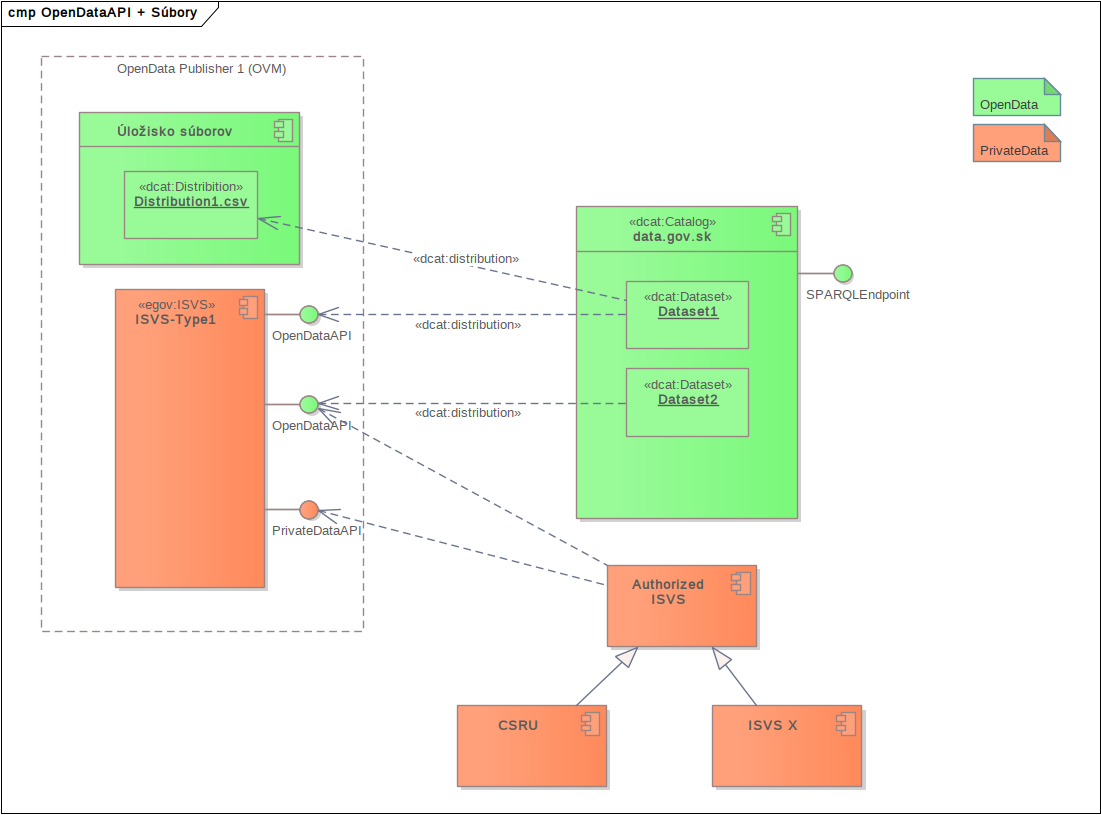 cmp OpenDataAPI + Súbory
OpenData Publisher 1 (OVM)
Úložisko súborov
«dcat:Distribition»
Distribution1.csv
«egov:ISVS»
ISVS-Type1
OpenDataAPI
OpenDataAPI
PrivateDataAPI
«dcat:distribution»
«dcat:distribution»
«dcat:distribution»
«dcat:Catalog»
data.gov.sk
«dcat:Dataset»
Dataset1
«dcat:Dataset»
Dataset2
SPARQLEndpoint
OpenData
PrivateData
Authorized
ISVS
CSRU
ISVS X